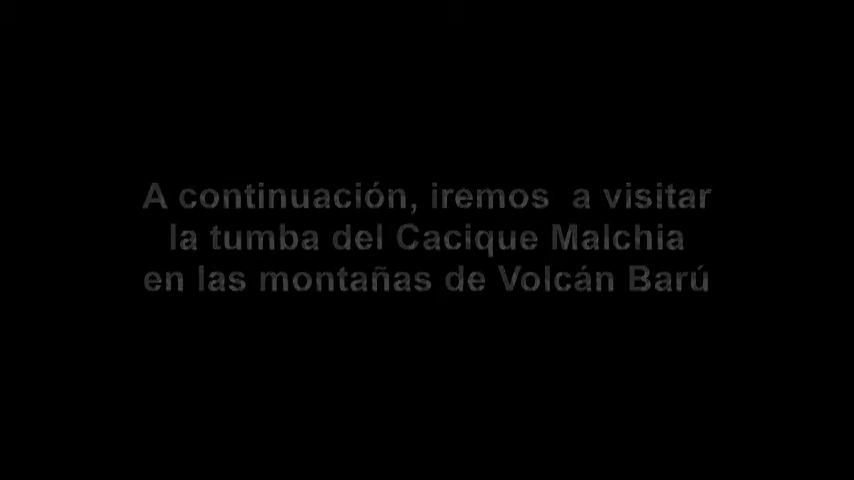 A continuación, iremos  a visitar
la tumba del Cacique Malchia
en las montañas de Volcán Barú